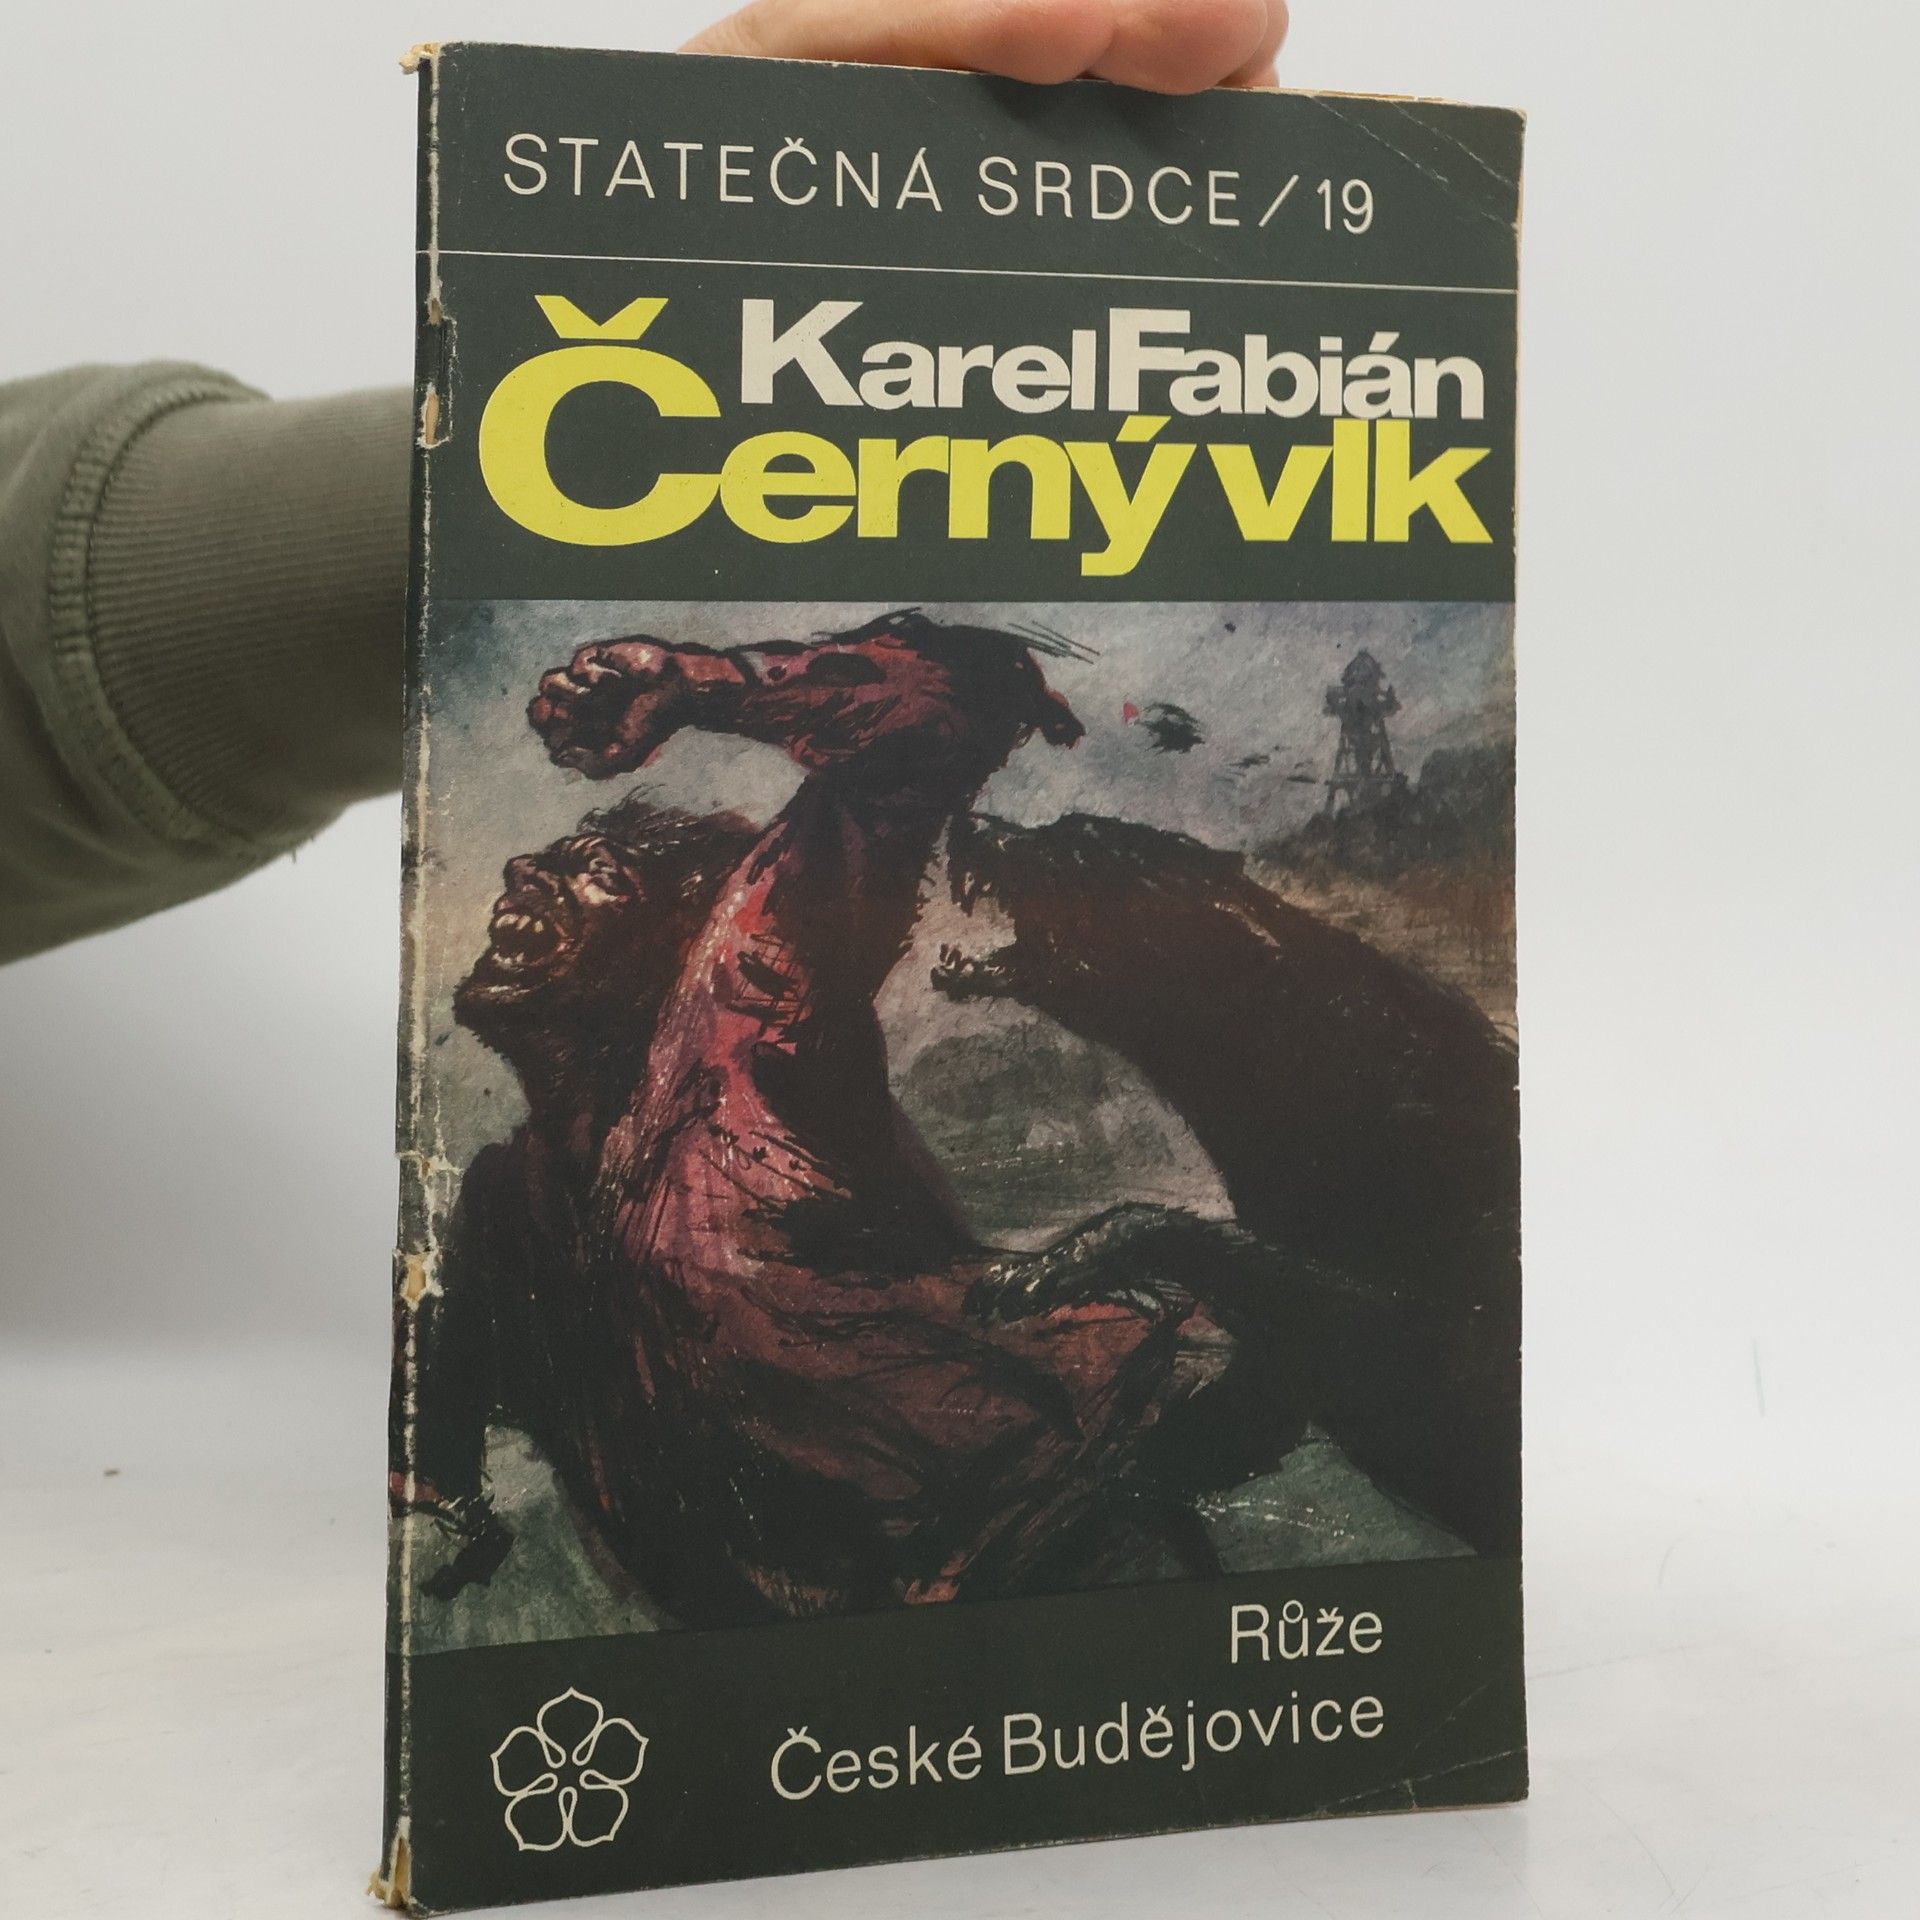 STATEČNÁ SRDCE / 19
Karel Fabián
Černý vlk
Růže
České Budějovice